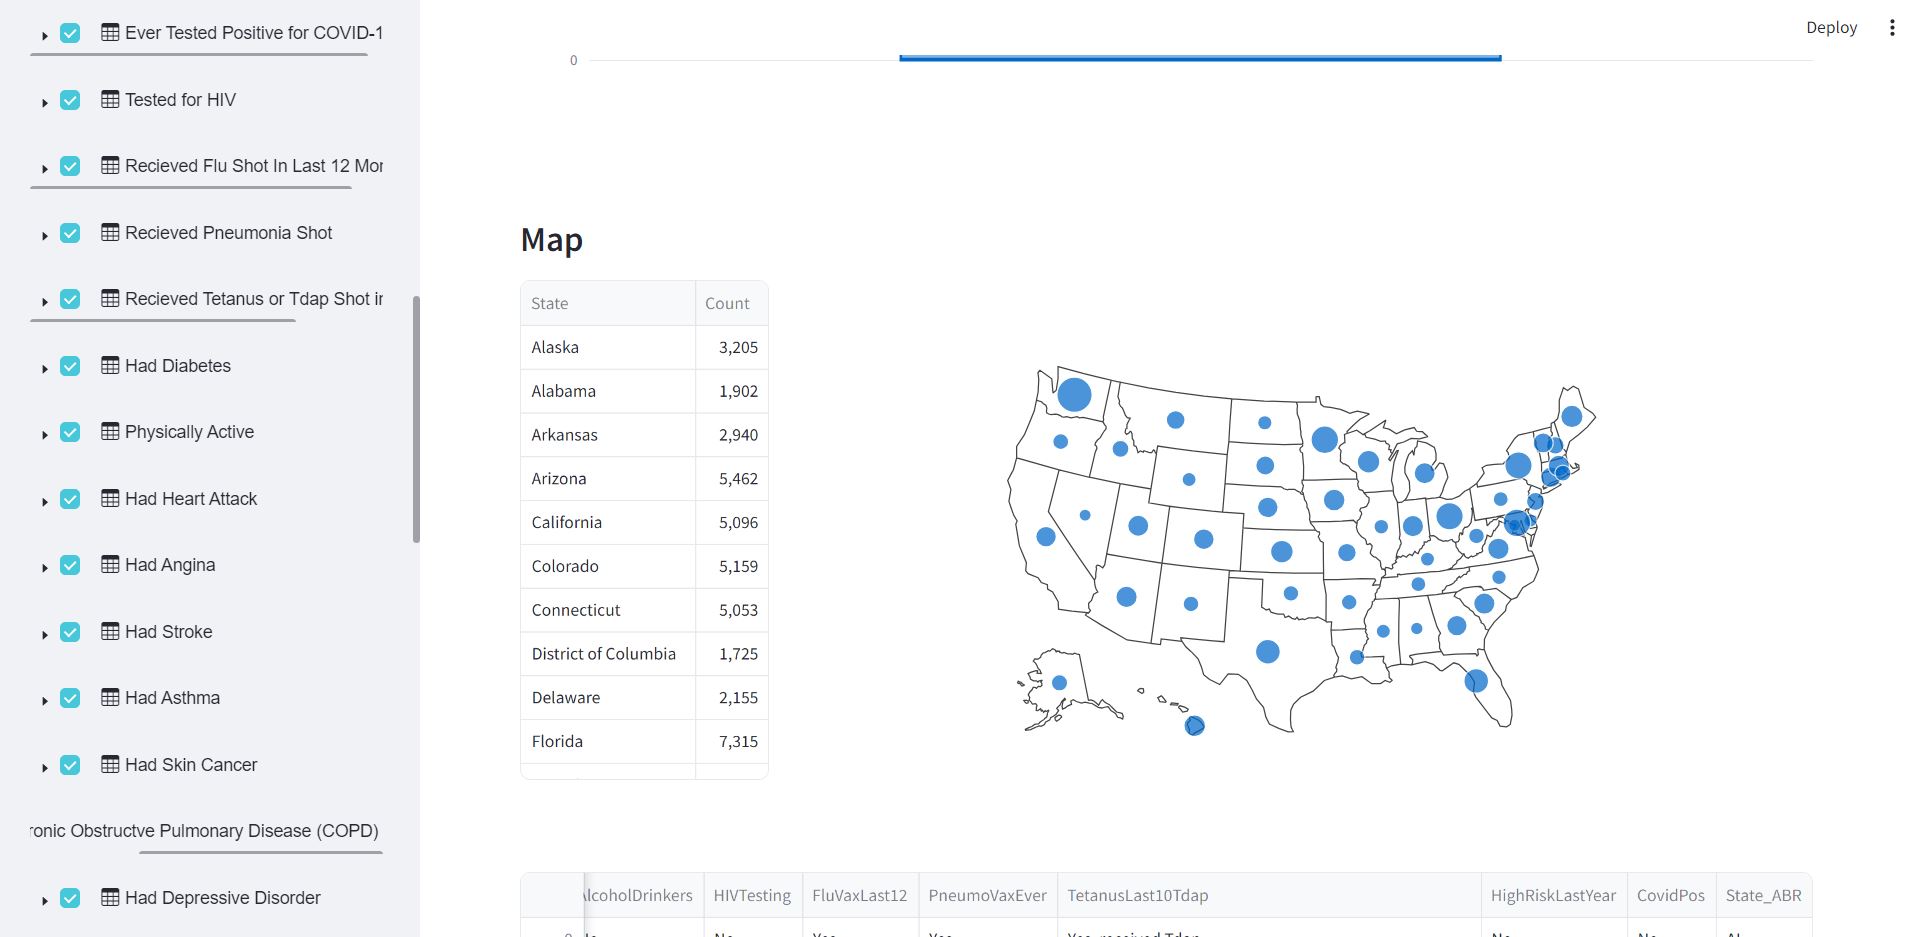 Ever Tested Positive for COVID-1
Tested for HIV
Recieved Flu Shot In Last 12 Mor
Recieved Pneumonia Shot
Recieved Tetanus or Tdap Shot ir
Had Diabetes
Physically Active
Had Heart Attack
Had Angina
Had Stroke
Had Asthma
Had Skin Cancer
ronic Obstructve Pulmonary Disease (COPD)
Had Depressive Disorder
Deploy
0
Map
State Count
Alaska 3,205
Alabama 1,902
Arkansas 2,940
Arizona 5,462
California 5,096
Colorado 5,159
Connecticut 5,053
District of Columbia 1,725
Delaware 2,155
Florida 7,315
AlcoholDrinkers HIVTesting FluVaxLast12 PneumoVaxEver TetanusLast10Tdap HighRiskLastYear CovidPos State_ABR